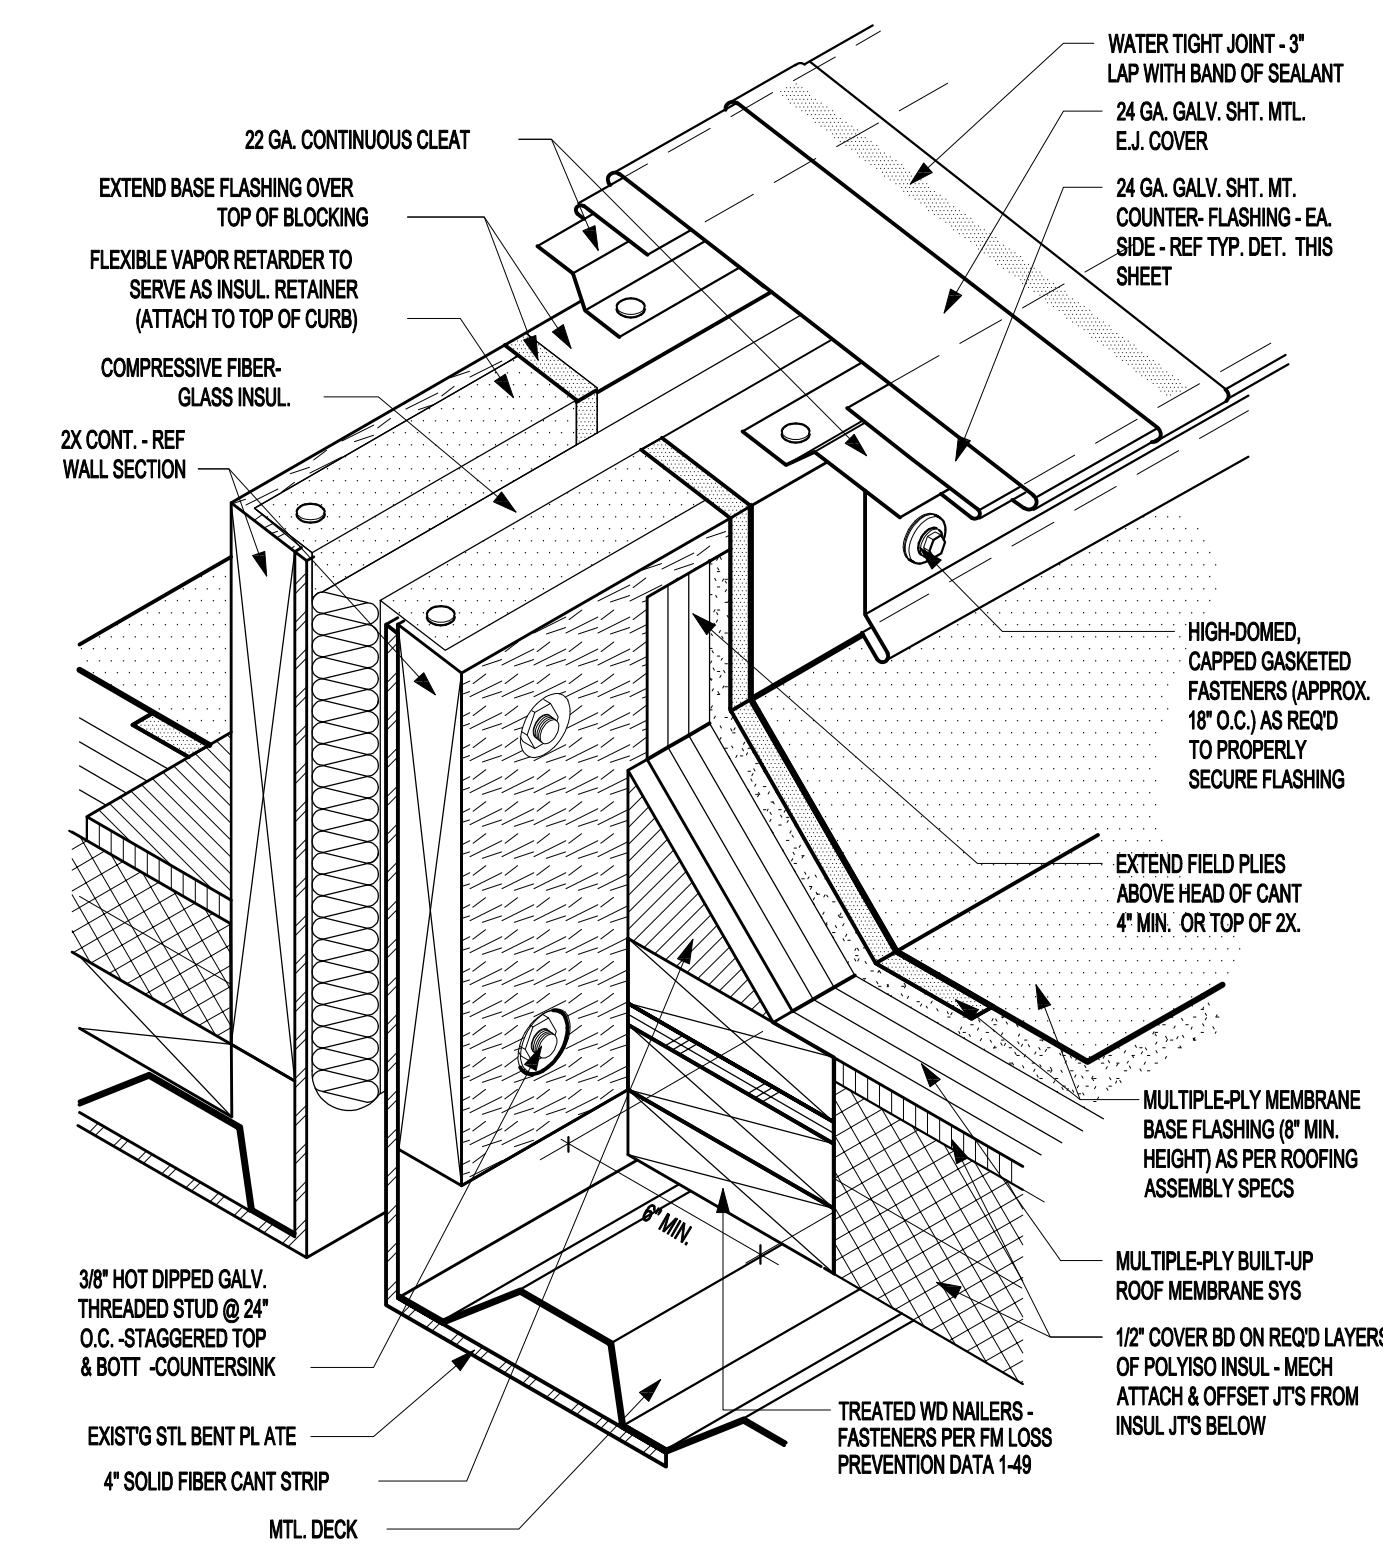 WATER TIGHT JOINT - 3"
LAP WITH BAND OF SEALANT
24 GA. GALV. SHT. MTL.
E.J. COVER
24 GA. GALV. SHT. MT.
COUNTER- FLASHING - EA.
SIDE - REF TYP. DET. THIS
SHEET
22 GA. CONTINUOUS CLEAT
EXTEND BASE FLASHING OVER
TOP OF BLOCKING
FLEXIBLE VAPOR RETARDER TO
SERVE AS INSUL. RETAINER
(ATTACH TO TOP OF CURB)
COMPRESSIVE FIBER-
GLASS INSUL.
2X CONT. - REF
WALL SECTION
HIGH-DOMED,
CAPPED GASKETED
FASTENERS (APPROX.
18" O.C.) AS REQ'D
TO PROPERLY
SECURE FLASHING
EXTEND FIELD PLIES
ABOVE HEAD OF CANT
4" MIN. OR TOP OF 2X.
MULTIPLE-PLY MEMBRANE
BASE FLASHING (8" MIN.
HEIGHT) AS PER ROOFING
ASSEMBLY SPECS
6" MIN.
MULTIPLE-PLY BUILT-UP
ROOF MEMBRANE SYS
1/2" COVER BD ON REQ'D LAYERS
OF POLYISO INSUL - MECH
ATTACH & OFFSET JT'S FROM
INSUL JT'S BELOW
3/8" HOT DIPPED GALV.
THREADED STUD @ 24"
O.C. -STAGGERED TOP
& BOTT -COUNTERSINK
EXIST'G STL BENT PL ATE
4" SOLID FIBER CANT STRIP
MTL. DECK
TREATED WD NAILERS -
FASTENERS PER FM LOSS
PREVENTION DATA 1-49